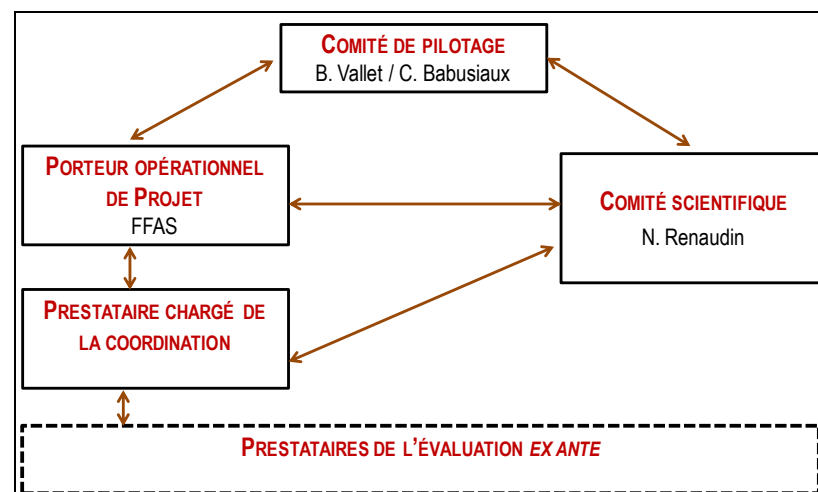 COMITÉ DE PILOTAGE
B. Vallet / C. Babusiaux
PORTEUR OPÉRATIONNEL
DE PROJET
FFAS
COMITÉ SCIENTIFIQUE
N. Renaudin
PRESTATAIRE CHARGÉ DE
LA COORDINATION
PRESTATAIRES DE L'ÉVALUATION EX ANTE